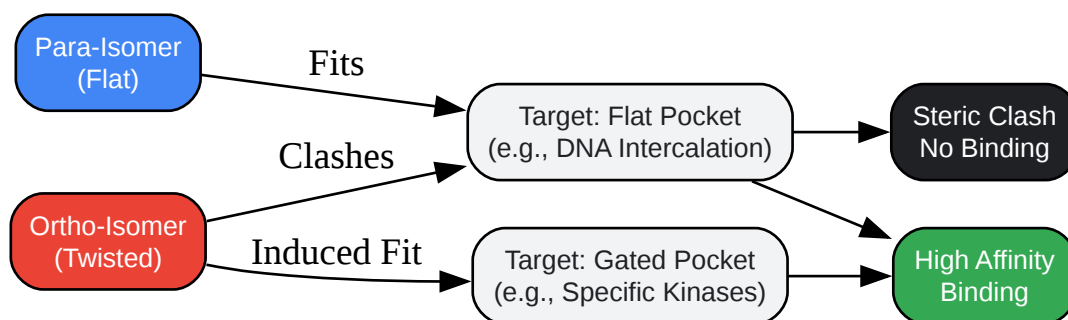 Para-Isomer
(Flat)
Fits
Target: Flat Pocket
(e.g., DNA Intercalation)
Steric Clash
No Binding
Clashes
Ortho-Isomer
(Twisted)
Induced Fit
Target: Gated Pocket
(e.g., Specific Kinases)
High Affinity
Binding